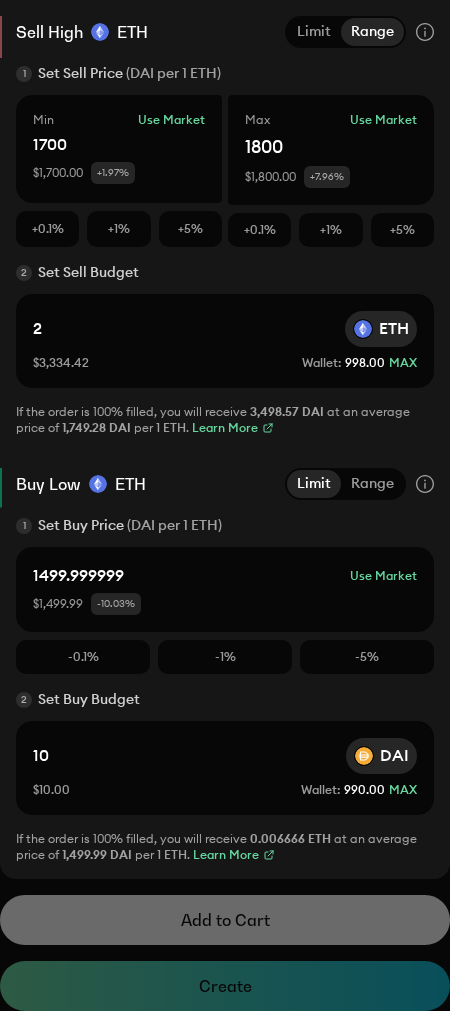 Sell High ETH Limit Range
1 Set Sell Price (DAI per 1 ETH)
Min Use Market Max Use Market
1700 1800
$1,700.00 +1.97% $1,800.00 +7.96%
+0.1% +1% +5% +0.1% +1% +5%
2 Set Sell Budget
2 ETH
$3,334.42 Wallet: 998.00 MAX
If the order is 100% filled, you will receive 3,498.57 DAI at an average
price of 1,749.28 DAI per 1 ETH. Learn More
Buy Low ETH Limit Range
1 Set Buy Price (DAI per 1 ETH)
1499.999999 Use Market
$1,499.99 -10.03%
-0.1% -1% -5%
2 Set Buy Budget
10 DAI
$10.00 Wallet: 990.00 MAX
If the order is 100% filled, you will receive 0.006666 ETH at an average
price of 1,499.99 DAI per 1 ETH. Learn More
Add to Cart
Create